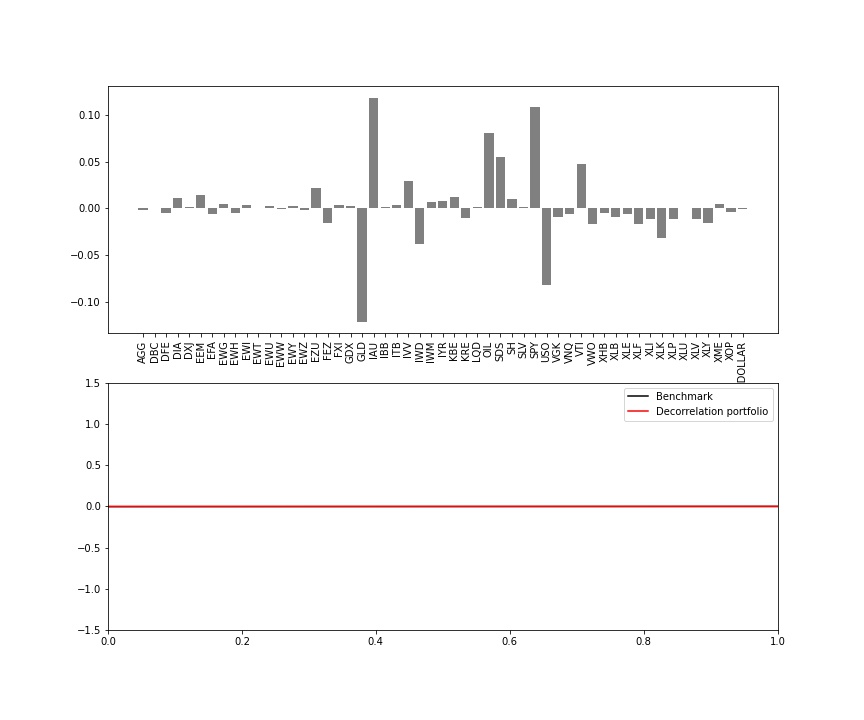 0.10
0.05
0.00
−0.05
−0.10
AGG
DBC
DFE
DIA
DXJ
EEM
EFA
EWG
EWH
EWI
EWT
EWU
EWW
EWY
EWZ
EZU
FEZ
FXI
GDX
GLD
IAU
IBB
ITB
IVV
IWD
IWM
IYR
KBE
KRE
LQD
OIL
SDS
SH
SLV
SPY
USO
VGK
VNQ
VTI
VWO
XHB
XLB
XLE
XLF
XLI
XLK
XLP
XLU
XLV
XLY
XME
XOP
DOLLAR
1.5
1.0
0.5
0.0
−0.5
−1.0
−1.5
Benchmark
Decorrelation portfolio
0.0 0.2 0.4 0.6 0.8 1.0